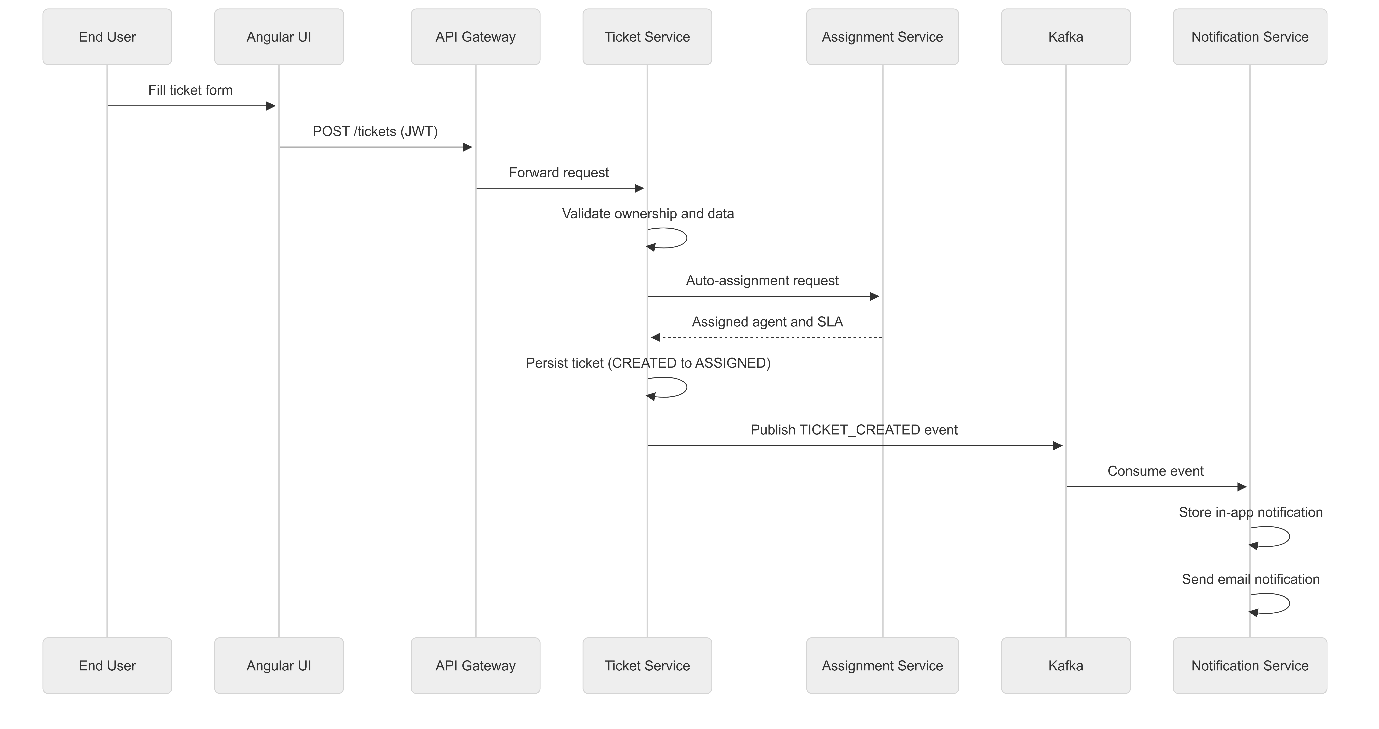 End User
Angular UI
API Gateway
Ticket Service
Assignment Service
Kafka
Notification Service
Fill ticket form
POST /tickets (JWT)
Forward request
Validate ownership and data
Auto-assignment request
Assigned agent and SLA
Persist ticket (CREATED to ASSIGNED)
Publish TICKET_CREATED event
Consume event
Store in-app notification
Send email notification
End User
Angular UI
API Gateway
Ticket Service
Assignment Service
Kafka
Notification Service